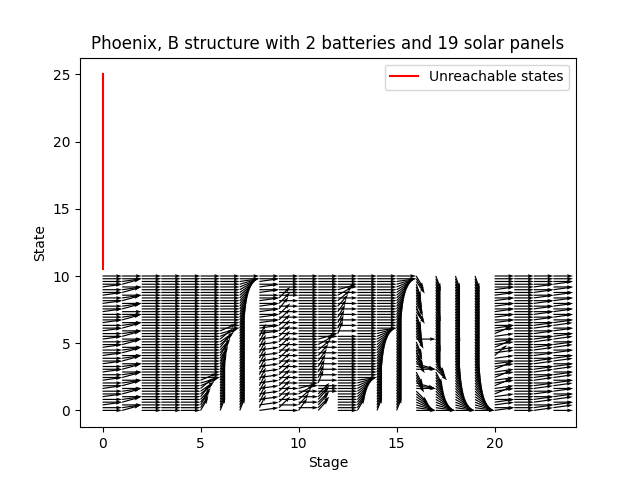 Phoenix, B structure with 2 batteries and 19 solar panels
Unreachable states
25
20
15
10
5
0
State
0 5 10 15 20
Stage